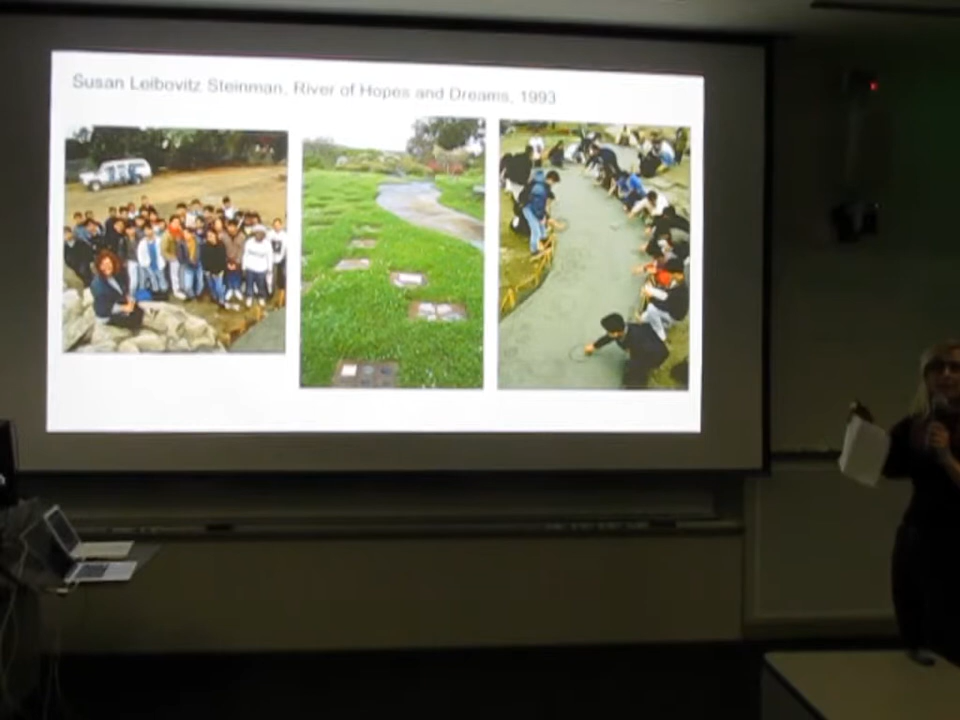 Susan Leibovitz Steinman, River of Hopes and Dreams, 1993